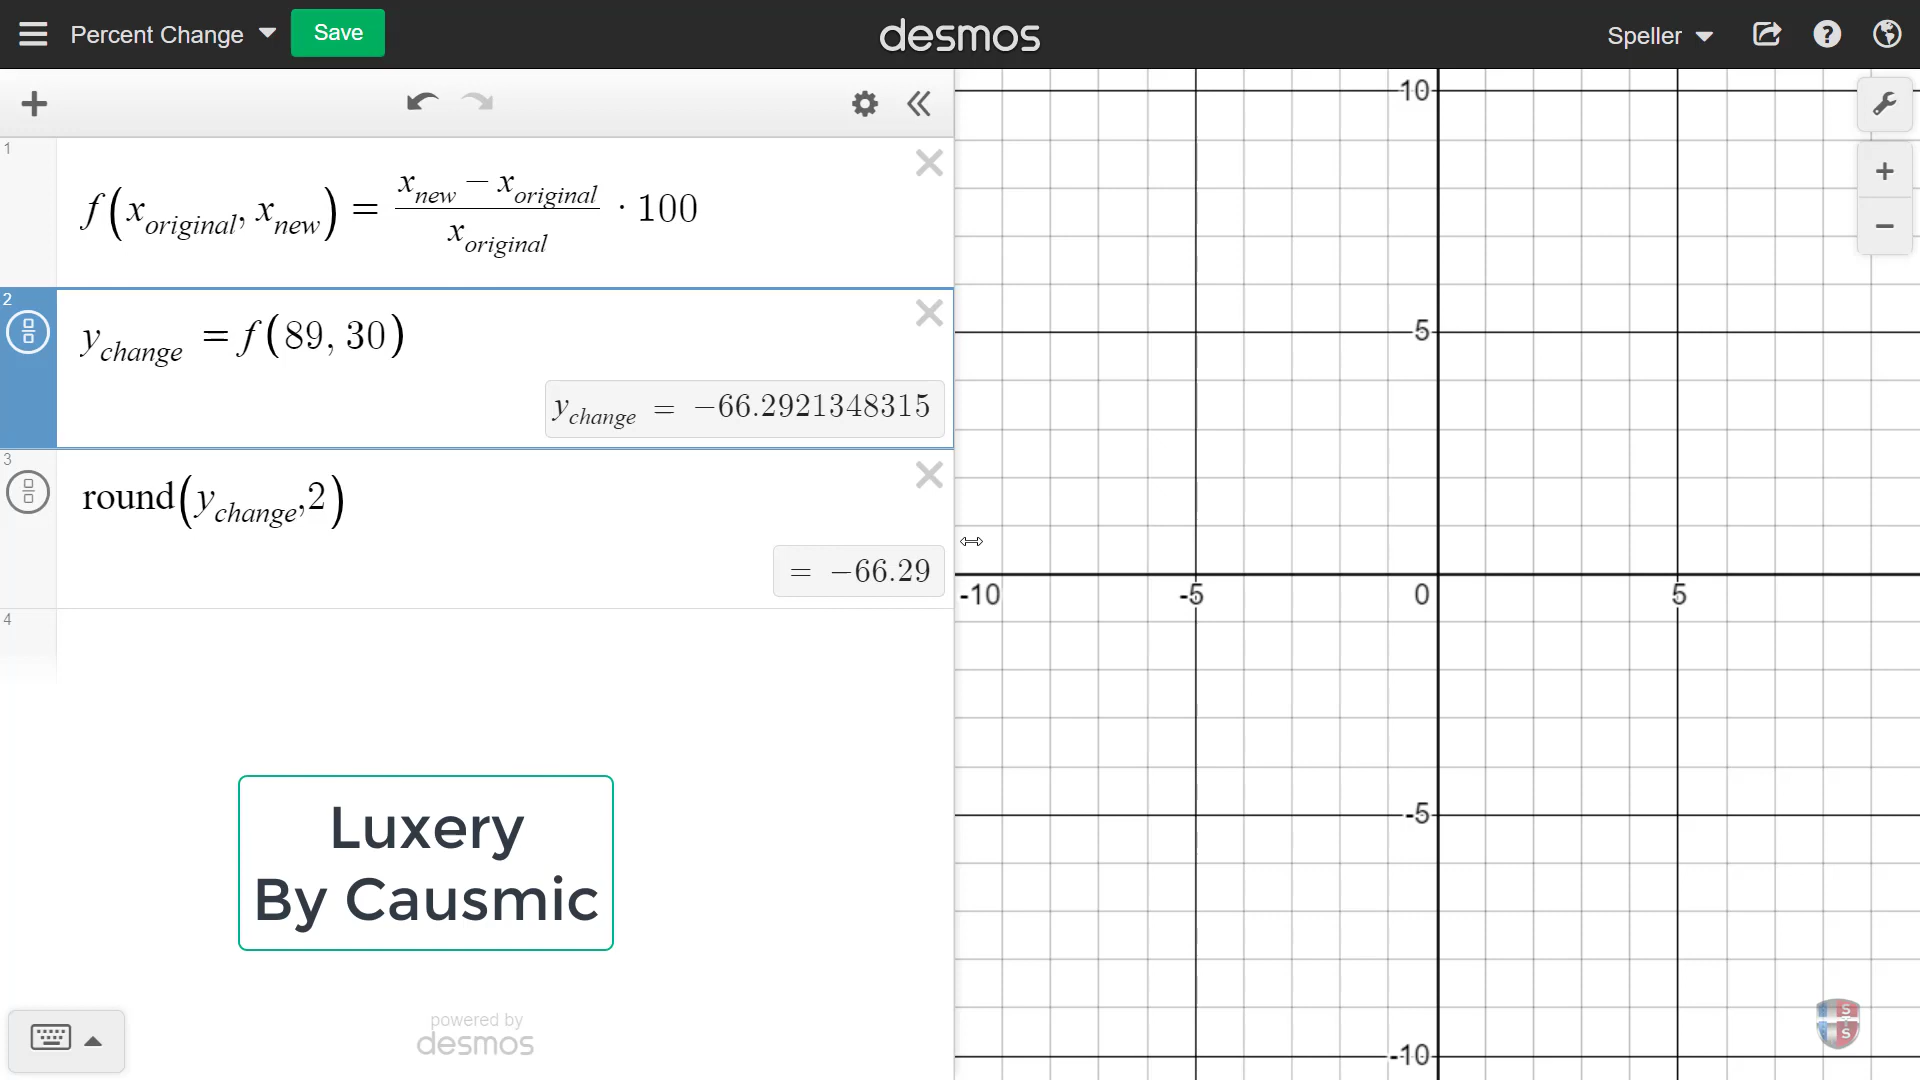 Percent Change
Save
desmos
Speller
1
f(x_original, x_new) = \frac{x_new − x_original}{x_original} · 100
2
y_change = f(89, 30)
y_change = −66.2921348315
3
round(y_change,2)
= −66.29
4
Luxery
By Causmic
powered by
desmos
10
5
-10 -5 0 5
-5
-10
S
S